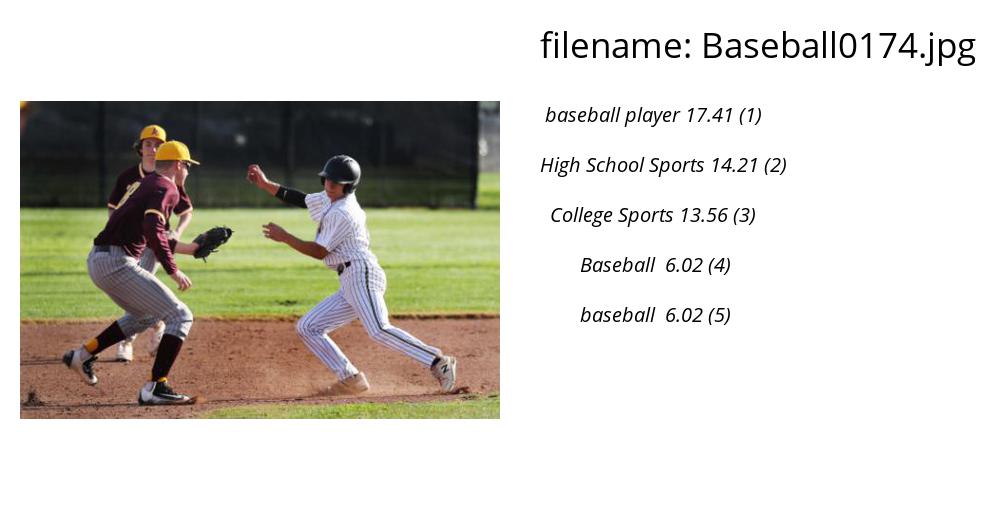 filename: Baseball0174.jpg
baseball player 17.41 (1)
High School Sports 14.21 (2)
College Sports 13.56 (3)
Baseball  6.02 (4)
baseball  6.02 (5)